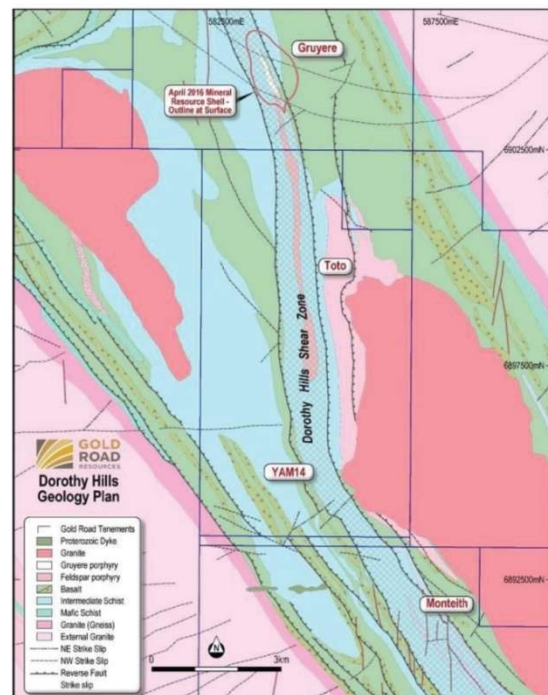 582500mE
587500mE
Gruyere
April 2016 Mineral
Resource Shell -
Outline at Surface
6902500mN
Toto
Dorothy Hills Shear Zone
6897500mN
GOLD
ROAD
RESOURCES
Dorothy Hills
Geology Plan
YAM14
6892500mN
Monteith
Gold Road Tenements
Proterozoic Dyke
Granite
Gruyere porphyry
Feldspar porphyry
Basalt
Intermediate Schist
Mafic Schist
Granite (Gneiss)
External Granite
NE Strike Slip
NW Strike Slip
Reverse Fault
Strike slip
N
0
3km